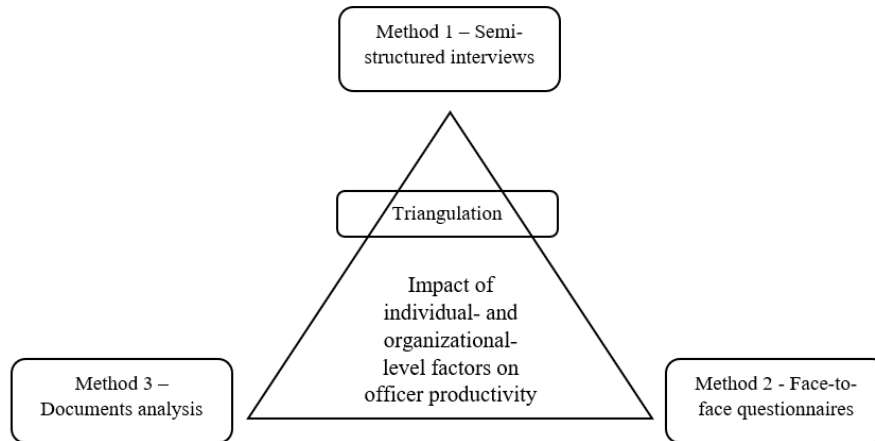 Method 1 – Semi-
structured interviews
Triangulation
Impact of
individual- and
organizational-
level factors on
officer productivity
Method 3 –
Documents analysis
Method 2 - Face-to-
face questionnaires